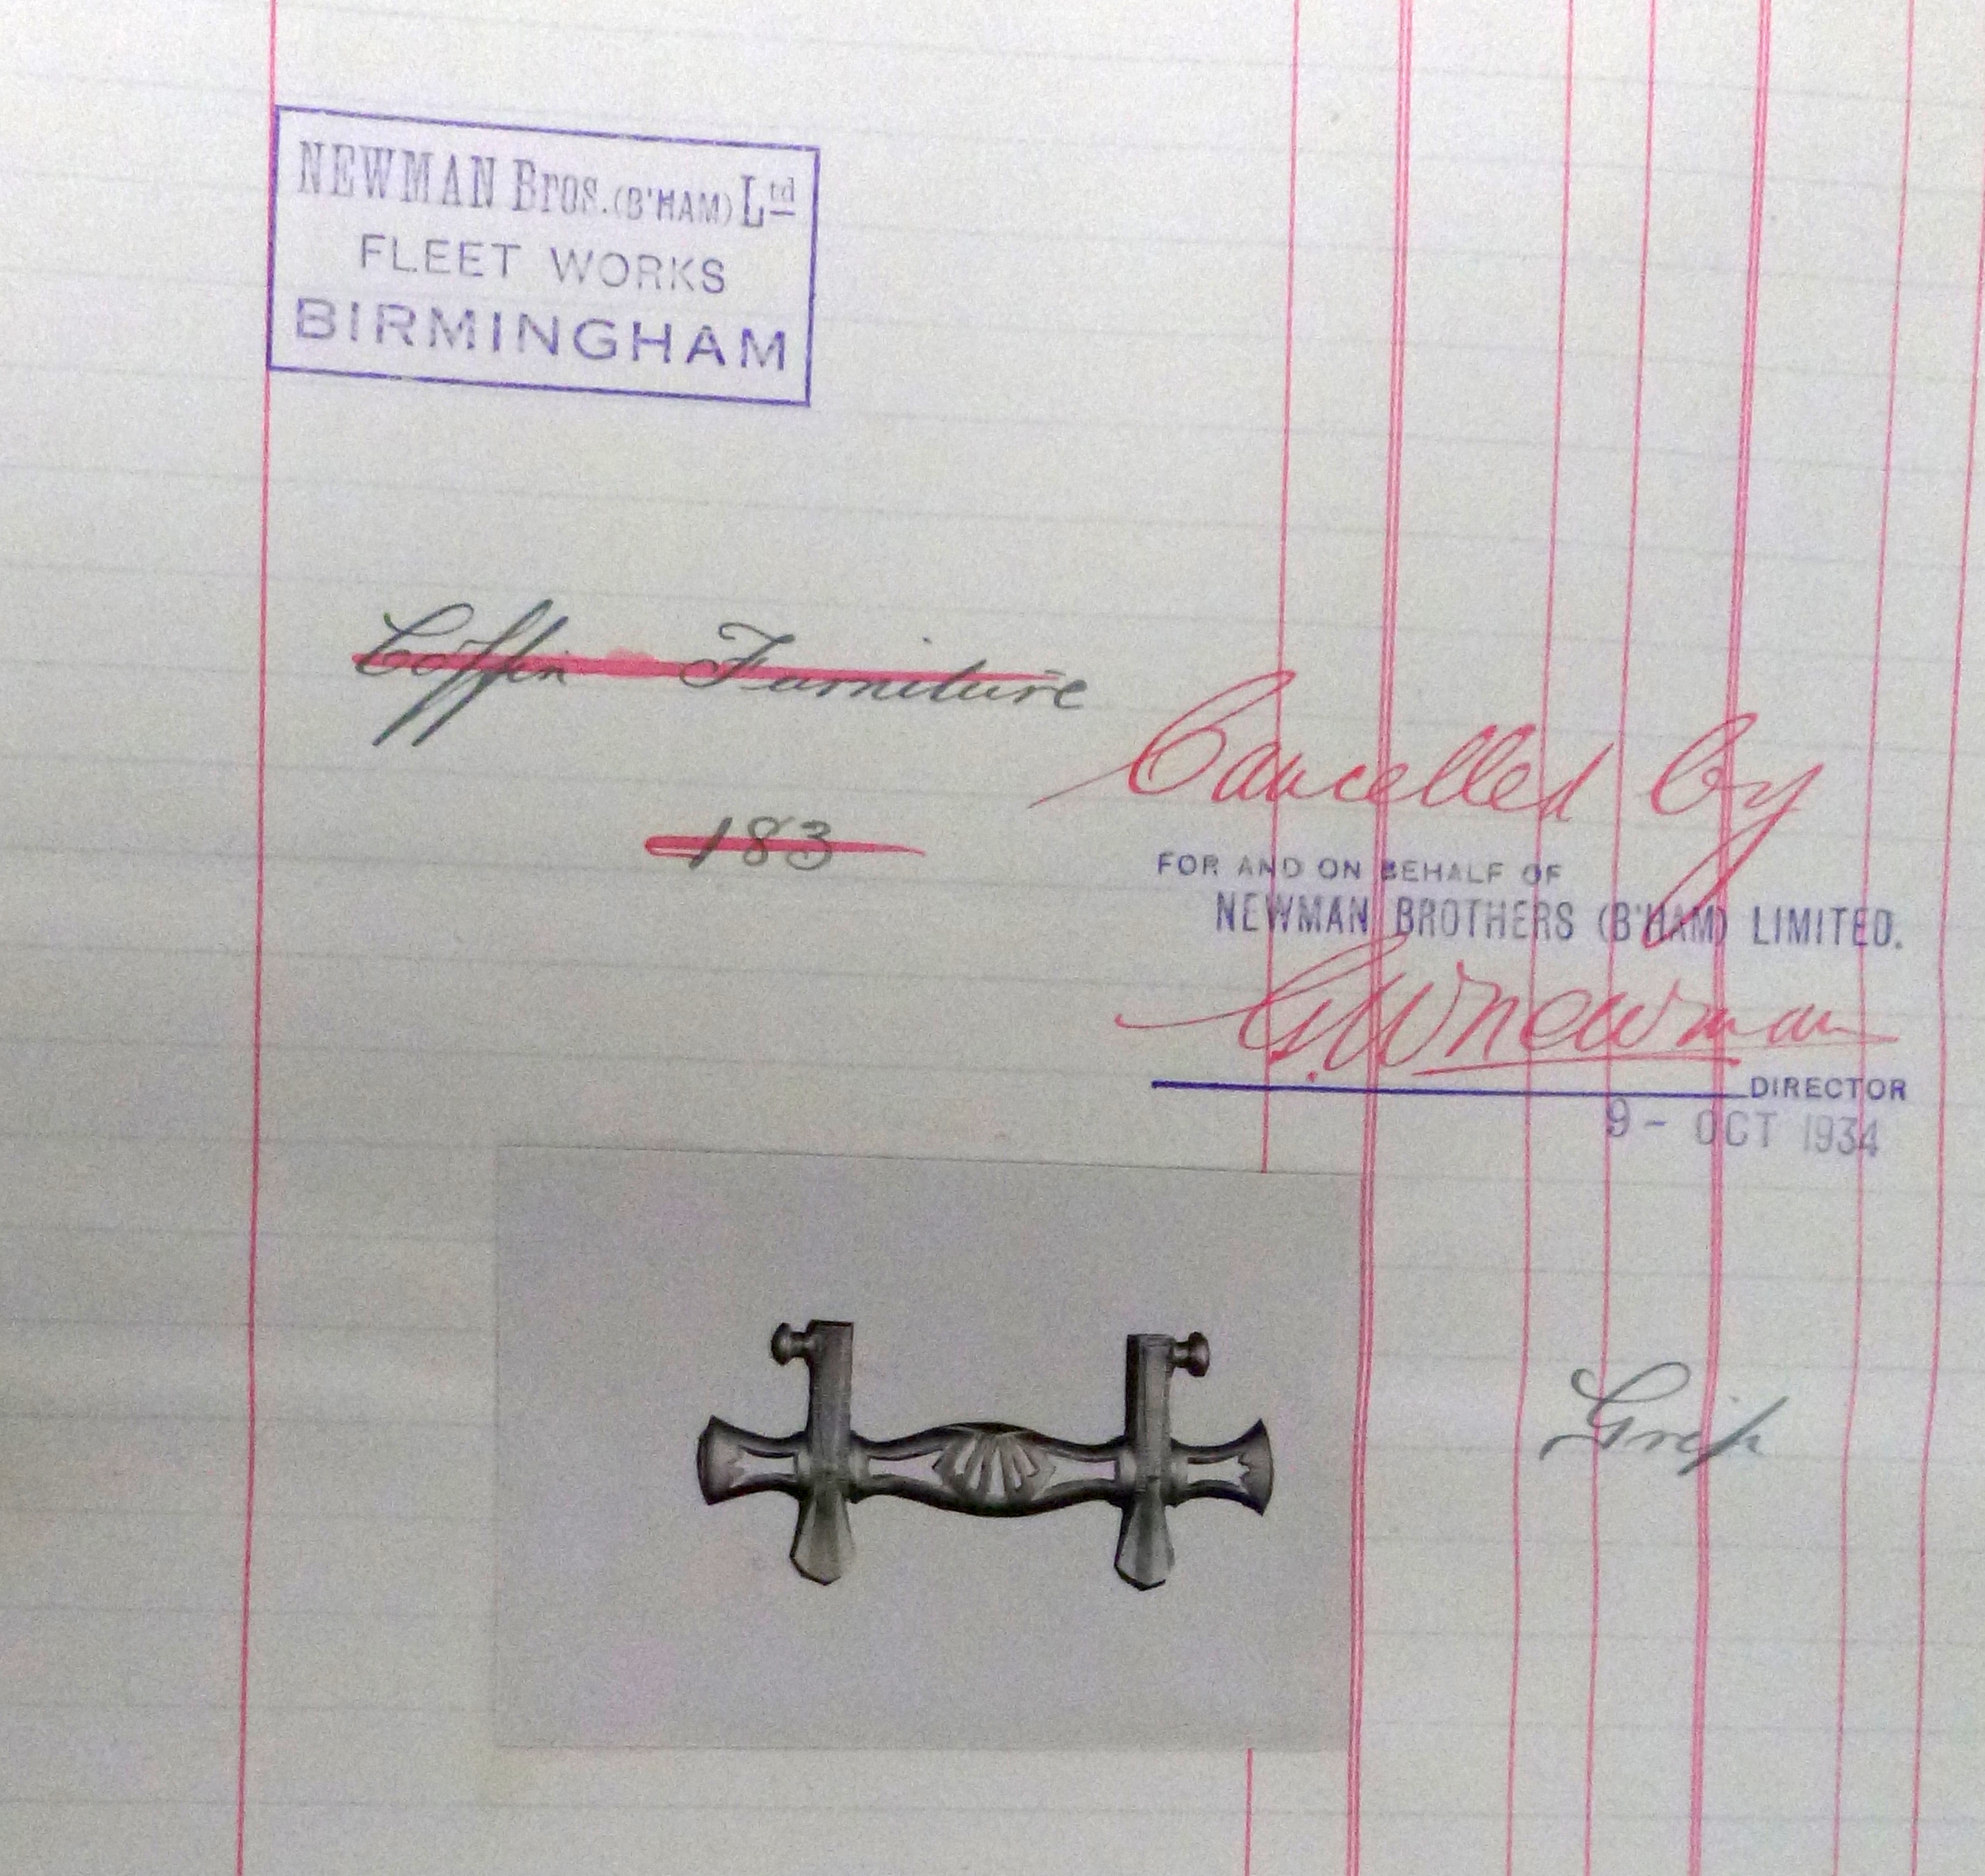 NEWMAN Bros. (B'HAM) Ltd
FLEET WORKS
BIRMINGHAM
Coffin Furniture
183
Cancelled by
FOR AND ON BEHALF OF
NEWMAN BROTHERS (B'HAM) LIMITED.
G.W. Newman
DIRECTOR
9 - OCT 1934
Grip